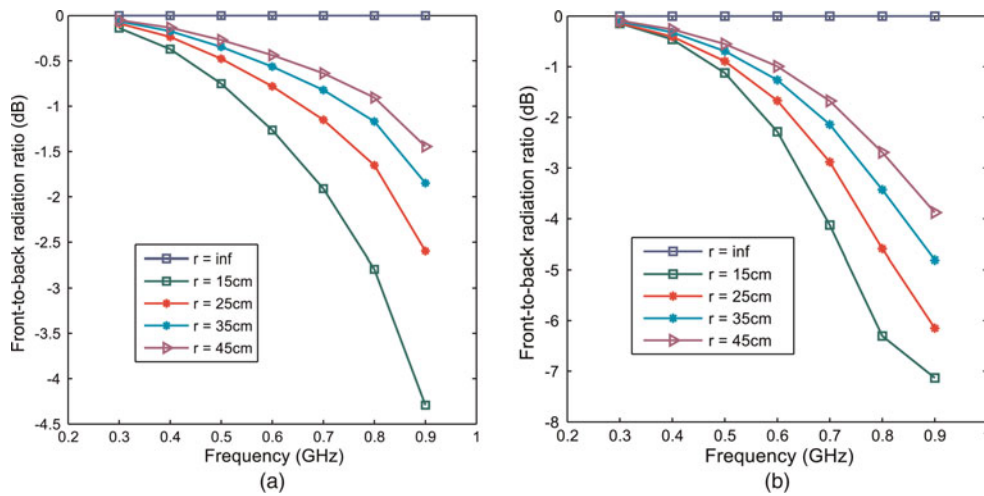 Front-to-back radiation ratio (dB)
0
-0.5
-1
-1.5
-2
-2.5
-3
-3.5
-4
-4.5
r = inf
r = 15cm
r = 25cm
r = 35cm
r = 45cm
0.2 0.3 0.4 0.5 0.6 0.7 0.8 0.9 1
Frequency (GHz)
(a)
Front-to-back radiation ratio (dB)
0
-1
-2
-3
-4
-5
-6
-7
-8
r = inf
r = 15cm
r = 25cm
r = 35cm
r = 45cm
0.2 0.3 0.4 0.5 0.6 0.7 0.8 0.9
Frequency (GHz)
(b)